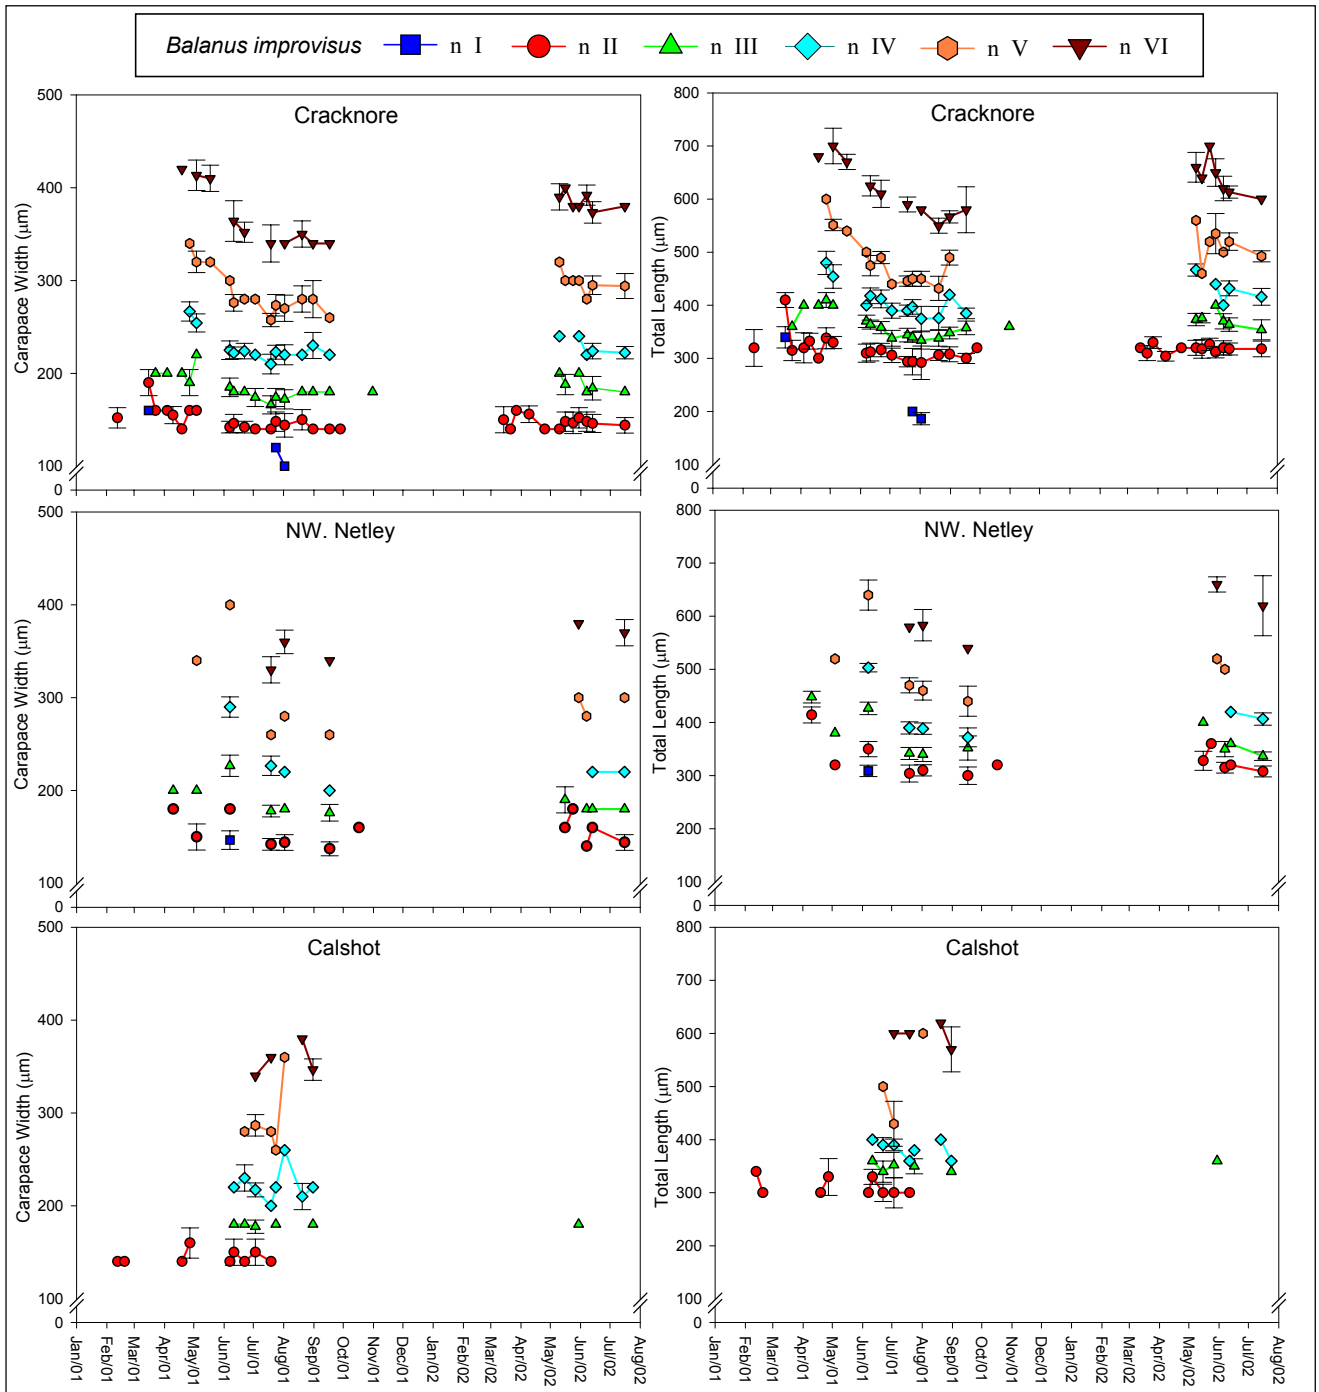 Balanus improvisus n I n II n III n IV n V n VI
Cracknore
Carapace Width (µm)
500
400
300
200
100
0
Cracknore
Total Length (µm)
800
700
600
500
400
300
200
100
0
NW. Netley
Carapace Width (µm)
500
400
300
200
100
0
NW. Netley
Total Length (µm)
800
700
600
500
400
300
200
100
0
Calshot
Carapace Width (µm)
500
400
300
200
100
0
Jan/01
Feb/01
Mar/01
Apr/01
May/01
Jun/01
Jul/01
Aug/01
Sep/01
Oct/01
Nov/01
Dec/01
Jan/02
Feb/02
Mar/02
Apr/02
May/02
Jun/02
Jul/02
Aug/02
Calshot
Total Length (µm)
800
700
600
500
400
300
200
100
0
Jan/01
Feb/01
Mar/01
Apr/01
May/01
Jun/01
Jul/01
Aug/01
Sep/01
Oct/01
Nov/01
Dec/01
Jan/02
Feb/02
Mar/02
Apr/02
May/02
Jun/02
Jul/02
Aug/02